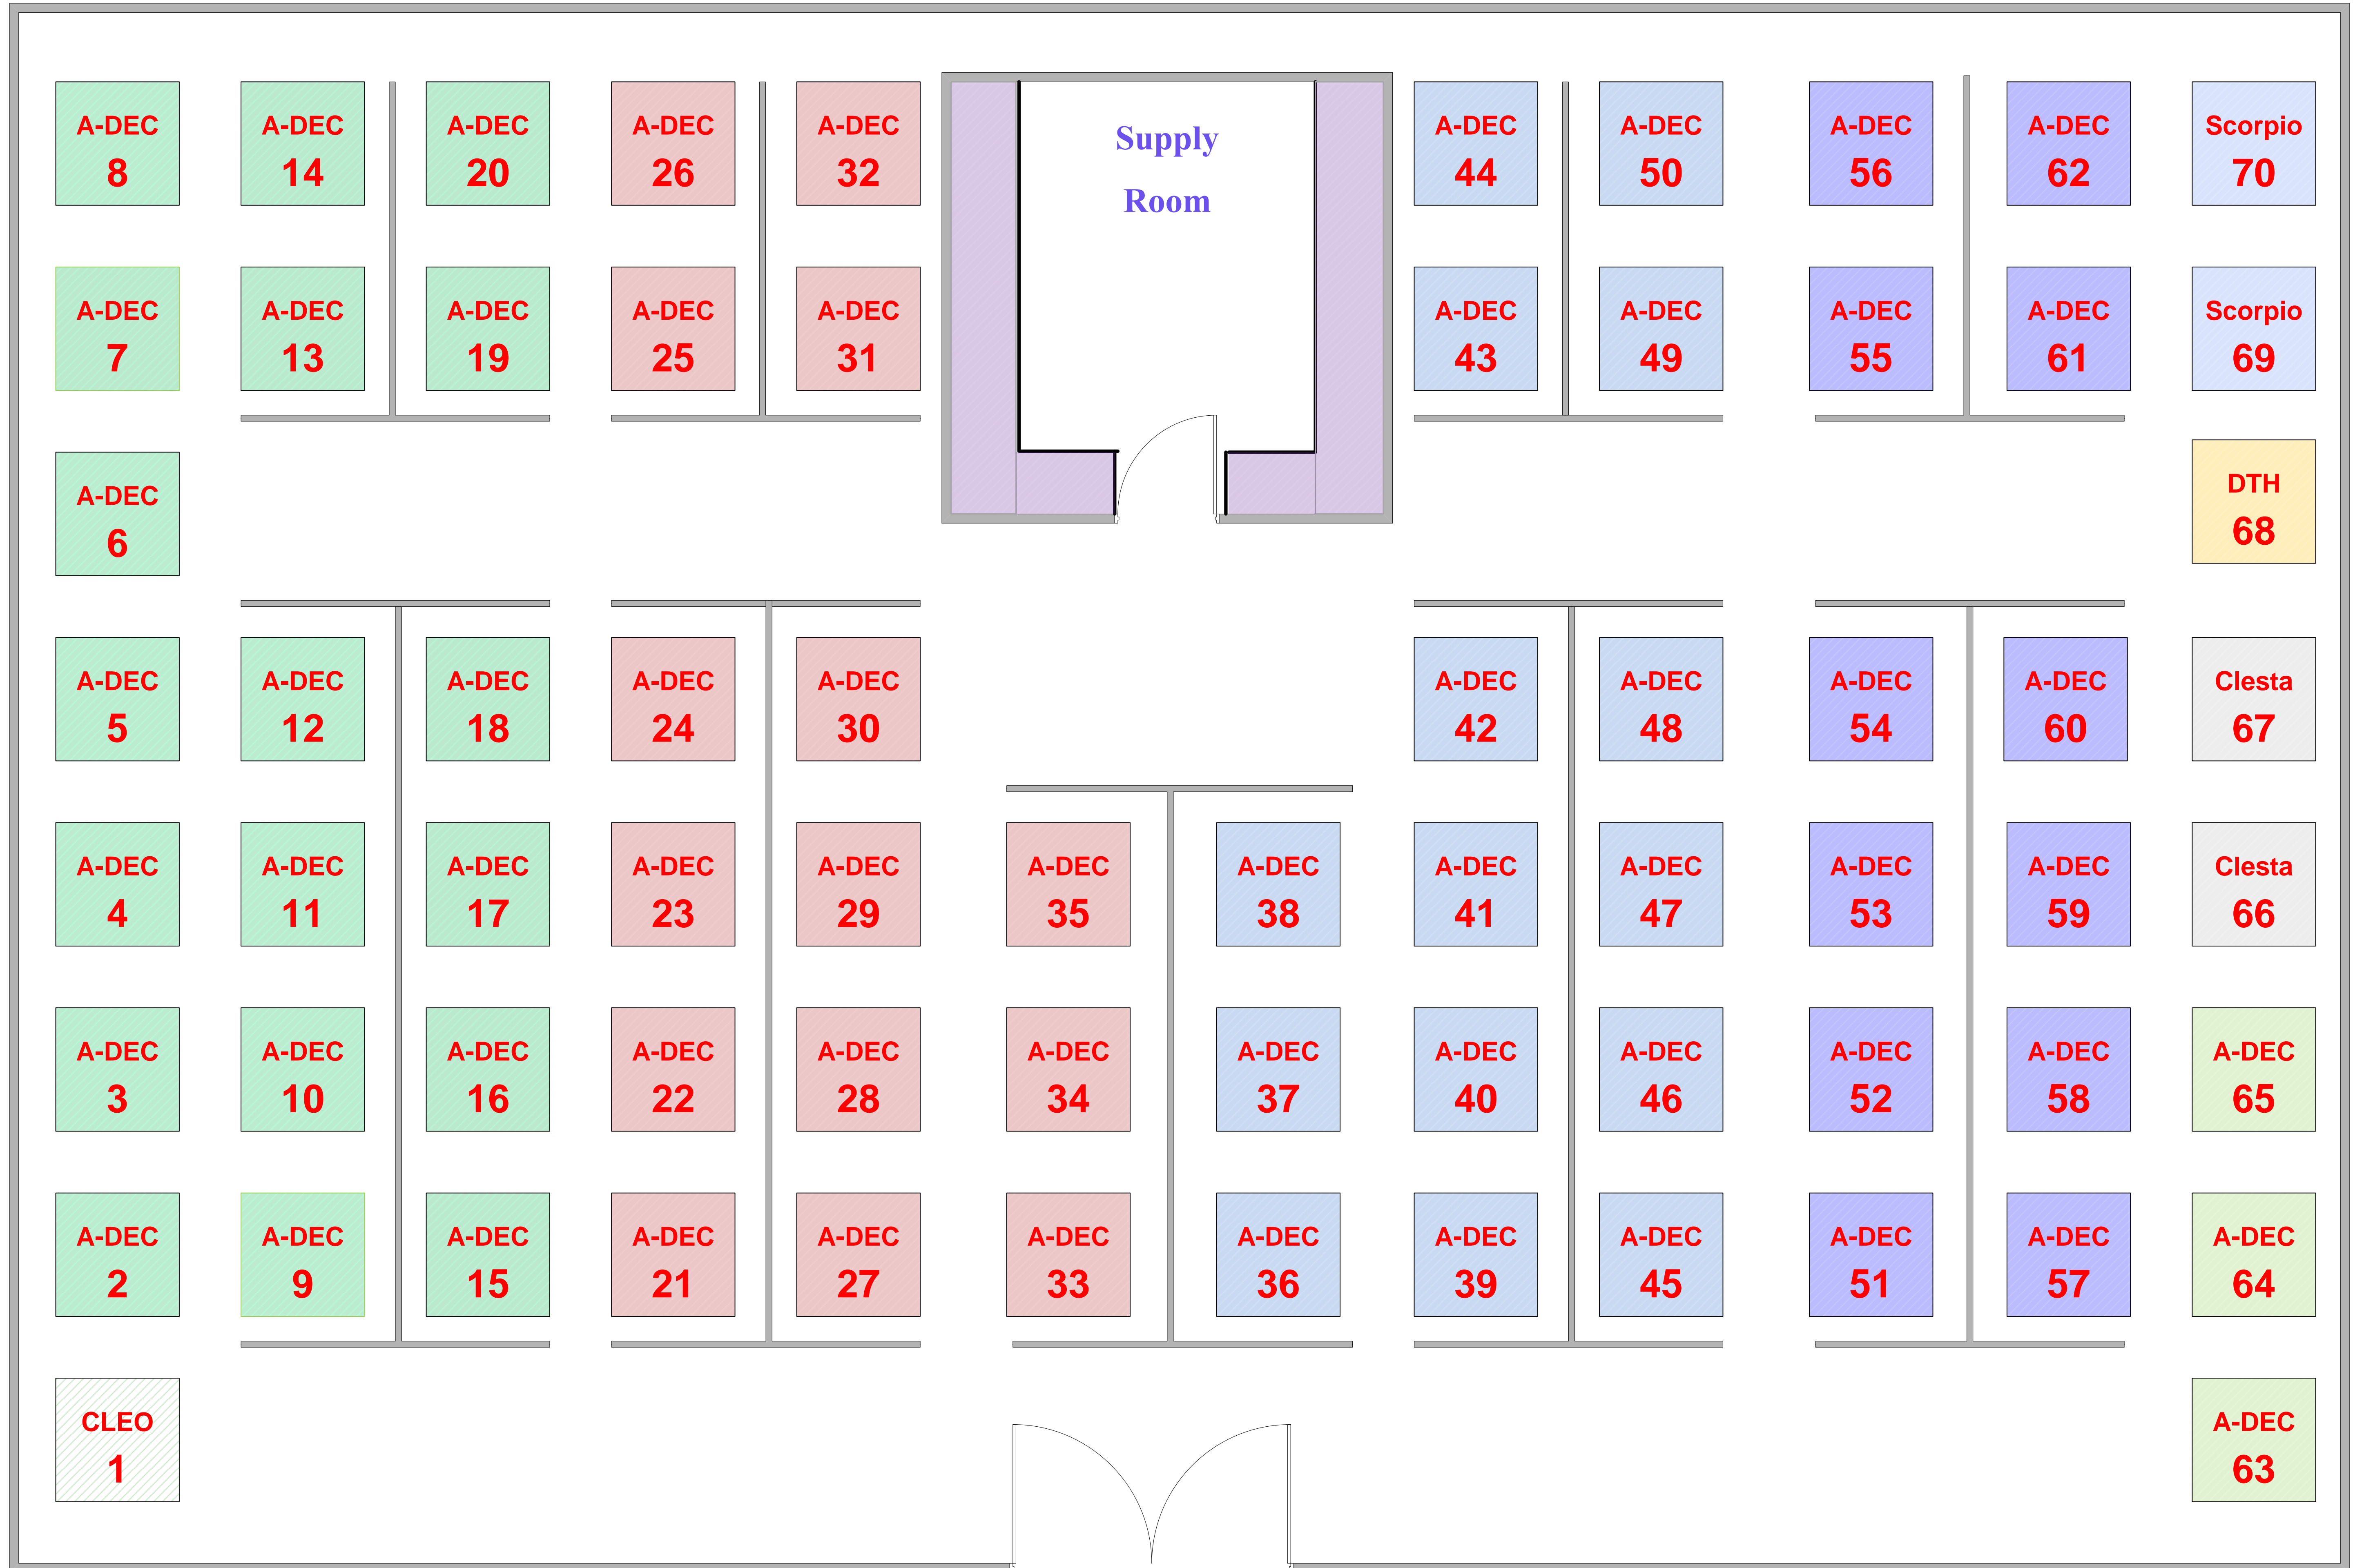 A-DEC
8
A-DEC
14
A-DEC
20
A-DEC
26
A-DEC
32
Supply
Room
A-DEC
44
A-DEC
50
A-DEC
56
A-DEC
62
Scorpio
70
A-DEC
7
A-DEC
13
A-DEC
19
A-DEC
25
A-DEC
31
A-DEC
43
A-DEC
49
A-DEC
55
A-DEC
61
Scorpio
69
A-DEC
6
DTH
68
A-DEC
5
A-DEC
12
A-DEC
18
A-DEC
24
A-DEC
30
A-DEC
42
A-DEC
48
A-DEC
54
A-DEC
60
Clesta
67
A-DEC
4
A-DEC
11
A-DEC
17
A-DEC
23
A-DEC
29
A-DEC
35
A-DEC
38
A-DEC
41
A-DEC
47
A-DEC
53
A-DEC
59
Clesta
66
A-DEC
3
A-DEC
10
A-DEC
16
A-DEC
22
A-DEC
28
A-DEC
34
A-DEC
37
A-DEC
40
A-DEC
46
A-DEC
52
A-DEC
58
A-DEC
65
A-DEC
2
A-DEC
9
A-DEC
15
A-DEC
21
A-DEC
27
A-DEC
33
A-DEC
36
A-DEC
39
A-DEC
45
A-DEC
51
A-DEC
57
A-DEC
64
CLEO
1
A-DEC
63